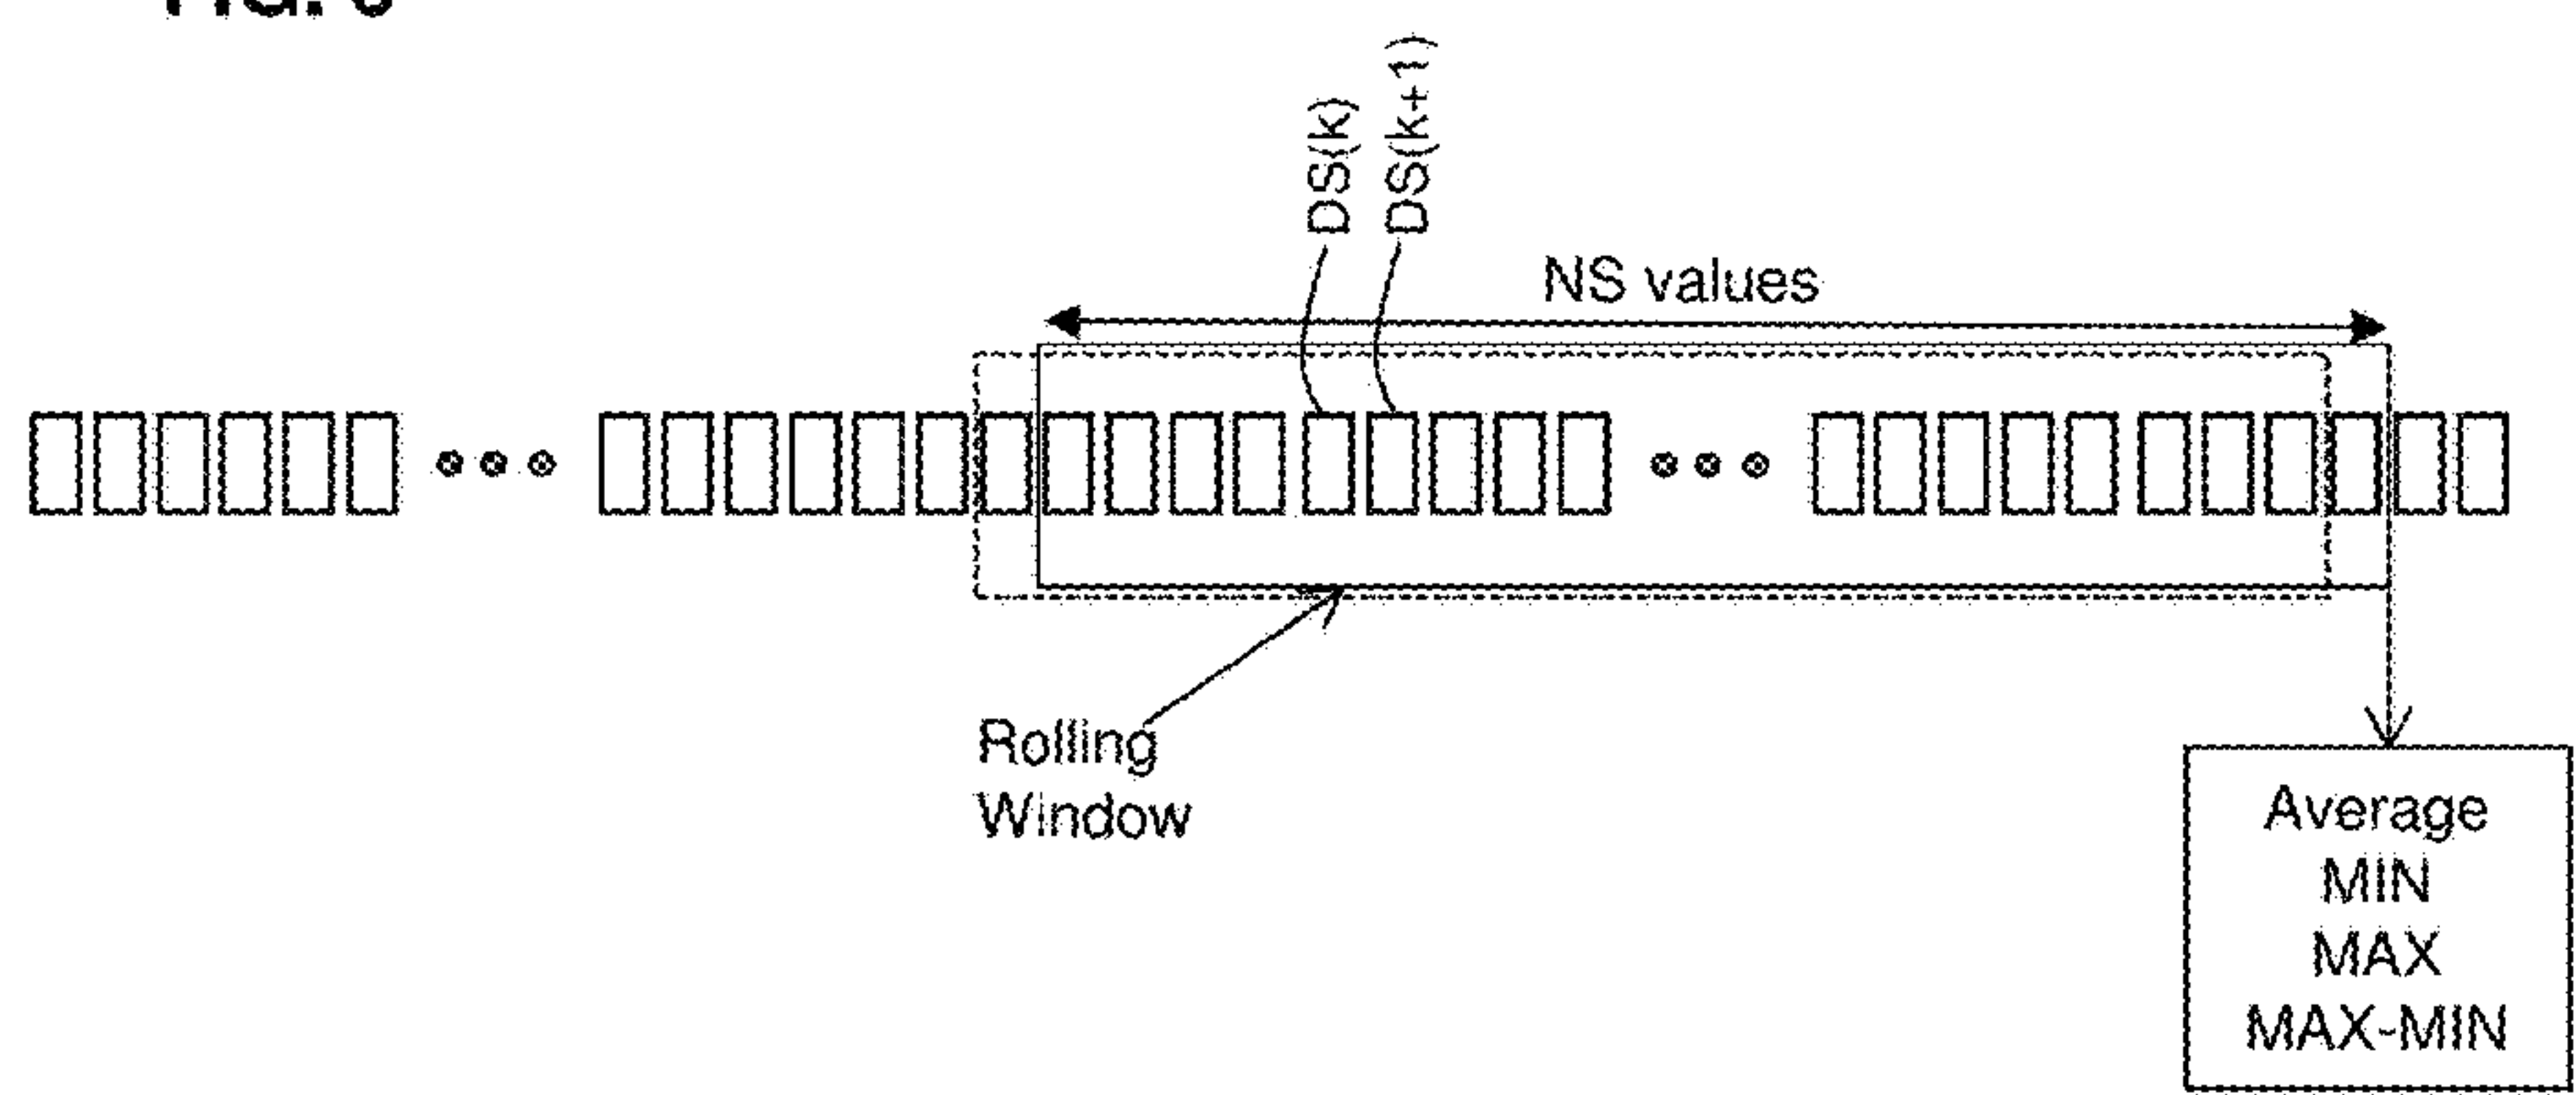 DS(k)
DS(k+1)
NS values
Rolling
Window
Average
MIN
MAX
MAX-MIN